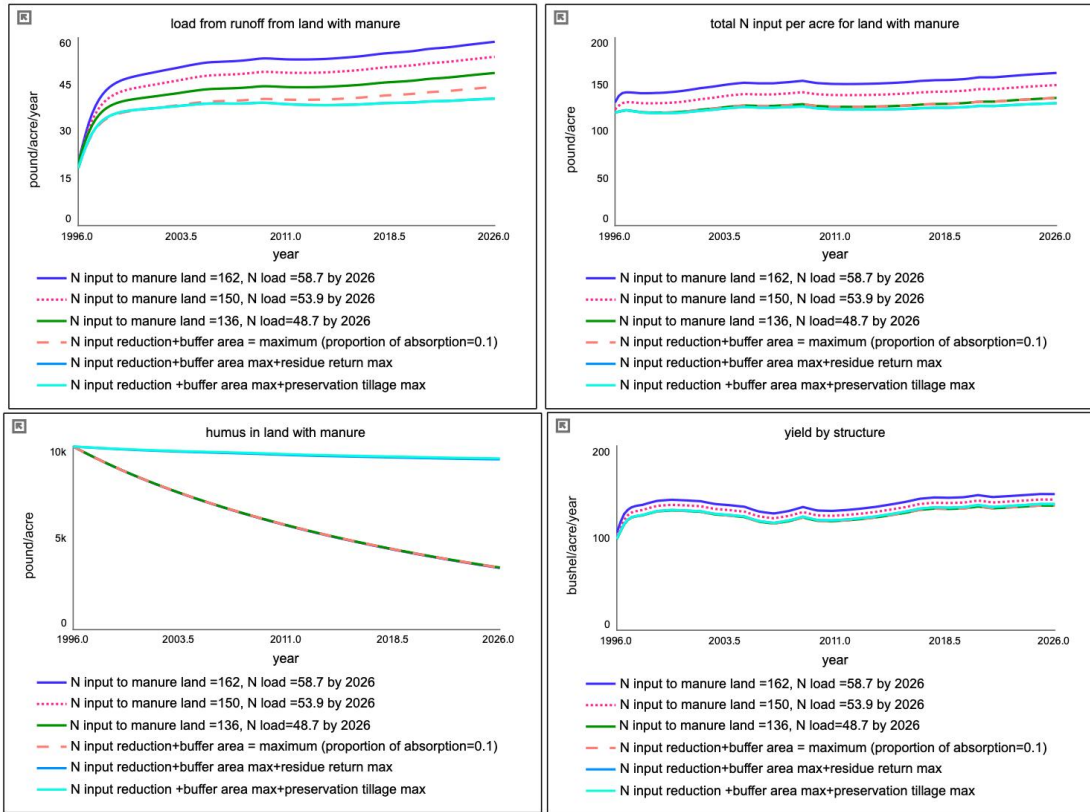 load from runoff from land with manure
60
45
30
15
0
pound/acre/year
1996.0 2003.5 2011.0 2018.5 2026.0
year
N input to manure land =162, N load =58.7 by 2026
N input to manure land =150, N load =53.9 by 2026
N input to manure land =136, N load=48.7 by 2026
N input reduction+buffer area = maximum (proportion of absorption=0.1)
N input reduction+buffer area max+residue return max
N input reduction +buffer area max+preservation tillage max
total N input per acre for land with manure
200
150
100
50
0
pound/acre
1996.0 2003.5 2011.0 2018.5 2026.0
year
N input to manure land =162, N load =58.7 by 2026
N input to manure land =150, N load =53.9 by 2026
N input to manure land =136, N load=48.7 by 2026
N input reduction+buffer area = maximum (proportion of absorption=0.1)
N input reduction+buffer area max+residue return max
N input reduction +buffer area max+preservation tillage max
humus in land with manure
10k
5k
0
pound/acre
1996.0 2003.5 2011.0 2018.5 2026.0
year
N input to manure land =162, N load =58.7 by 2026
N input to manure land =150, N load =53.9 by 2026
N input to manure land =136, N load=48.7 by 2026
N input reduction+buffer area = maximum (proportion of absorption=0.1)
N input reduction+buffer area max+residue return max
N input reduction +buffer area max+preservation tillage max
yield by structure
200
100
0
bushel/acre/year
1996.0 2003.5 2011.0 2018.5 2026.0
year
N input to manure land =162, N load =58.7 by 2026
N input to manure land =150, N load =53.9 by 2026
N input to manure land =136, N load=48.7 by 2026
N input reduction+buffer area = maximum (proportion of absorption=0.1)
N input reduction+buffer area max+residue return max
N input reduction +buffer area max+preservation tillage max